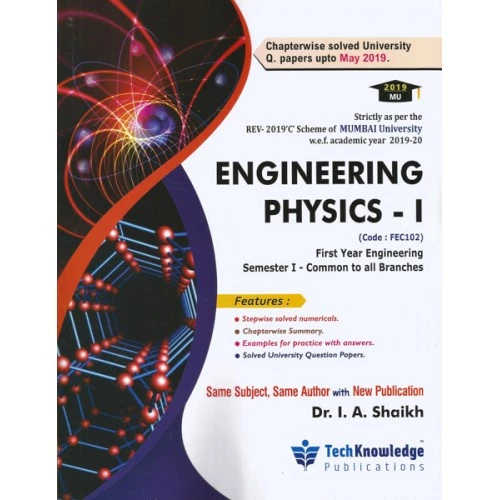 Chapterwise solved University
Q. papers upto May 2019.
2019
MU
Strictly as per the
REV- 2019'C' Scheme of MUMBAI University
w.e.f. academic year 2019-20
ENGINEERING
PHYSICS - I
(Code : FEC102)
First Year Engineering
Semester I - Common to all Branches
Features :
• Stepwise solved numericals.
• Chapterwise Summary.
• Examples for practice with answers.
• Solved University Question Papers.
Same Subject, Same Author with New Publication
Dr. I. A. Shaikh
TechKnowledge™
Publications